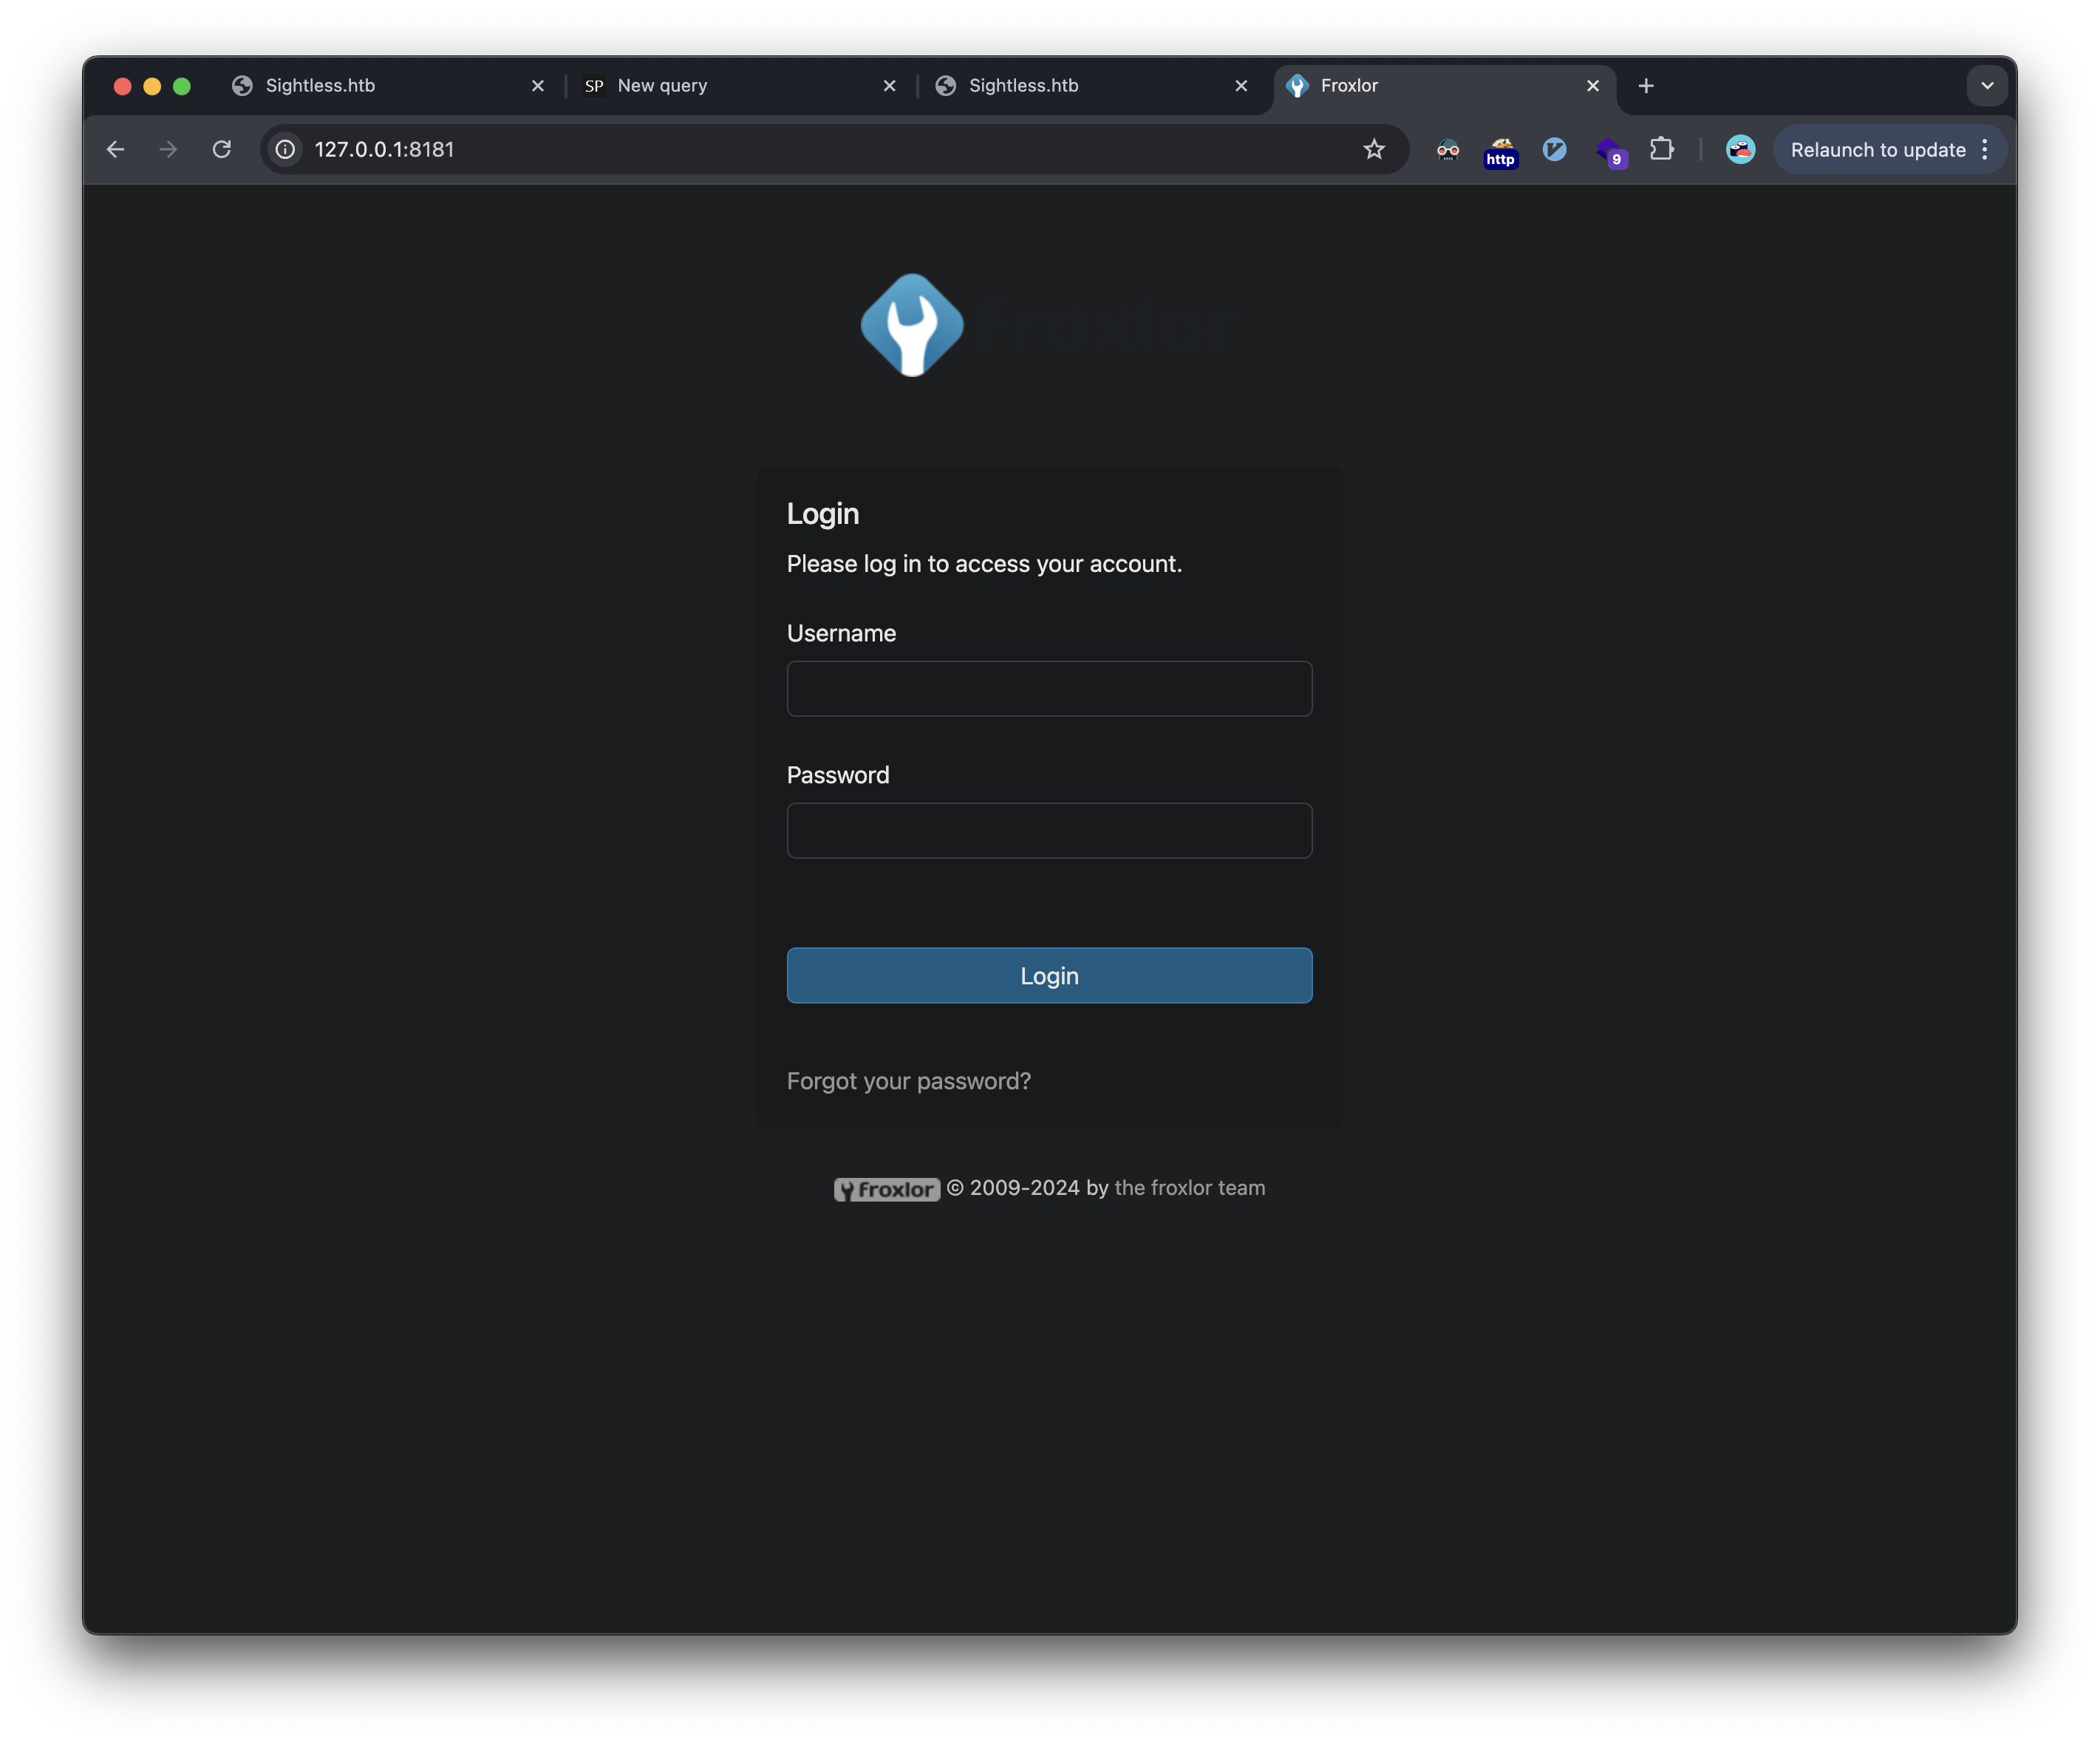 Sightless.htb
SP New query
Sightless.htb
Froxlor
127.0.0.1:8181
http
9
Relaunch to update
froxlor
Login
Please log in to access your account.
Username
Password
Login
Forgot your password?
froxlor © 2009-2024 by the froxlor team